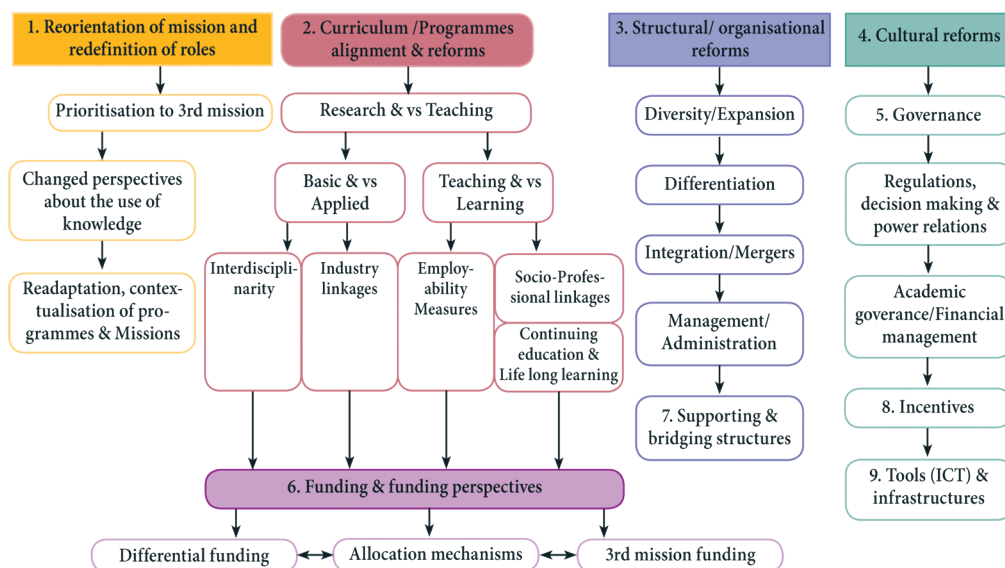 1. Reorientation of mission and
redefinition of roles
Prioritisation to 3rd mission
Changed perspectives
about the use of
knowledge
Readaptation, contex-
tualisation of pro-
grammes & Missions
2. Curriculum /Programmes
alignment & reforms
Research & vs Teaching
Basic & vs
Applied
Teaching & vs
Learning
Interdiscipli-
narity
Industry
linkages
Employ-
ability
Measures
Socio-Profes-
sional linkages
Continuing
education &
Life long learning
3. Structural/ organisational
reforms
Diversity/Expansion
Differentiation
Integration/Mergers
Management/
Administration
7. Supporting &
bridging structures
4. Cultural reforms
5. Governance
Regulations,
decision making &
power relations
Academic
goverance/Financial
management
8. Incentives
9. Tools (ICT) &
infrastructures
6. Funding & funding perspectives
Differential funding
Allocation mechanisms
3rd mission funding